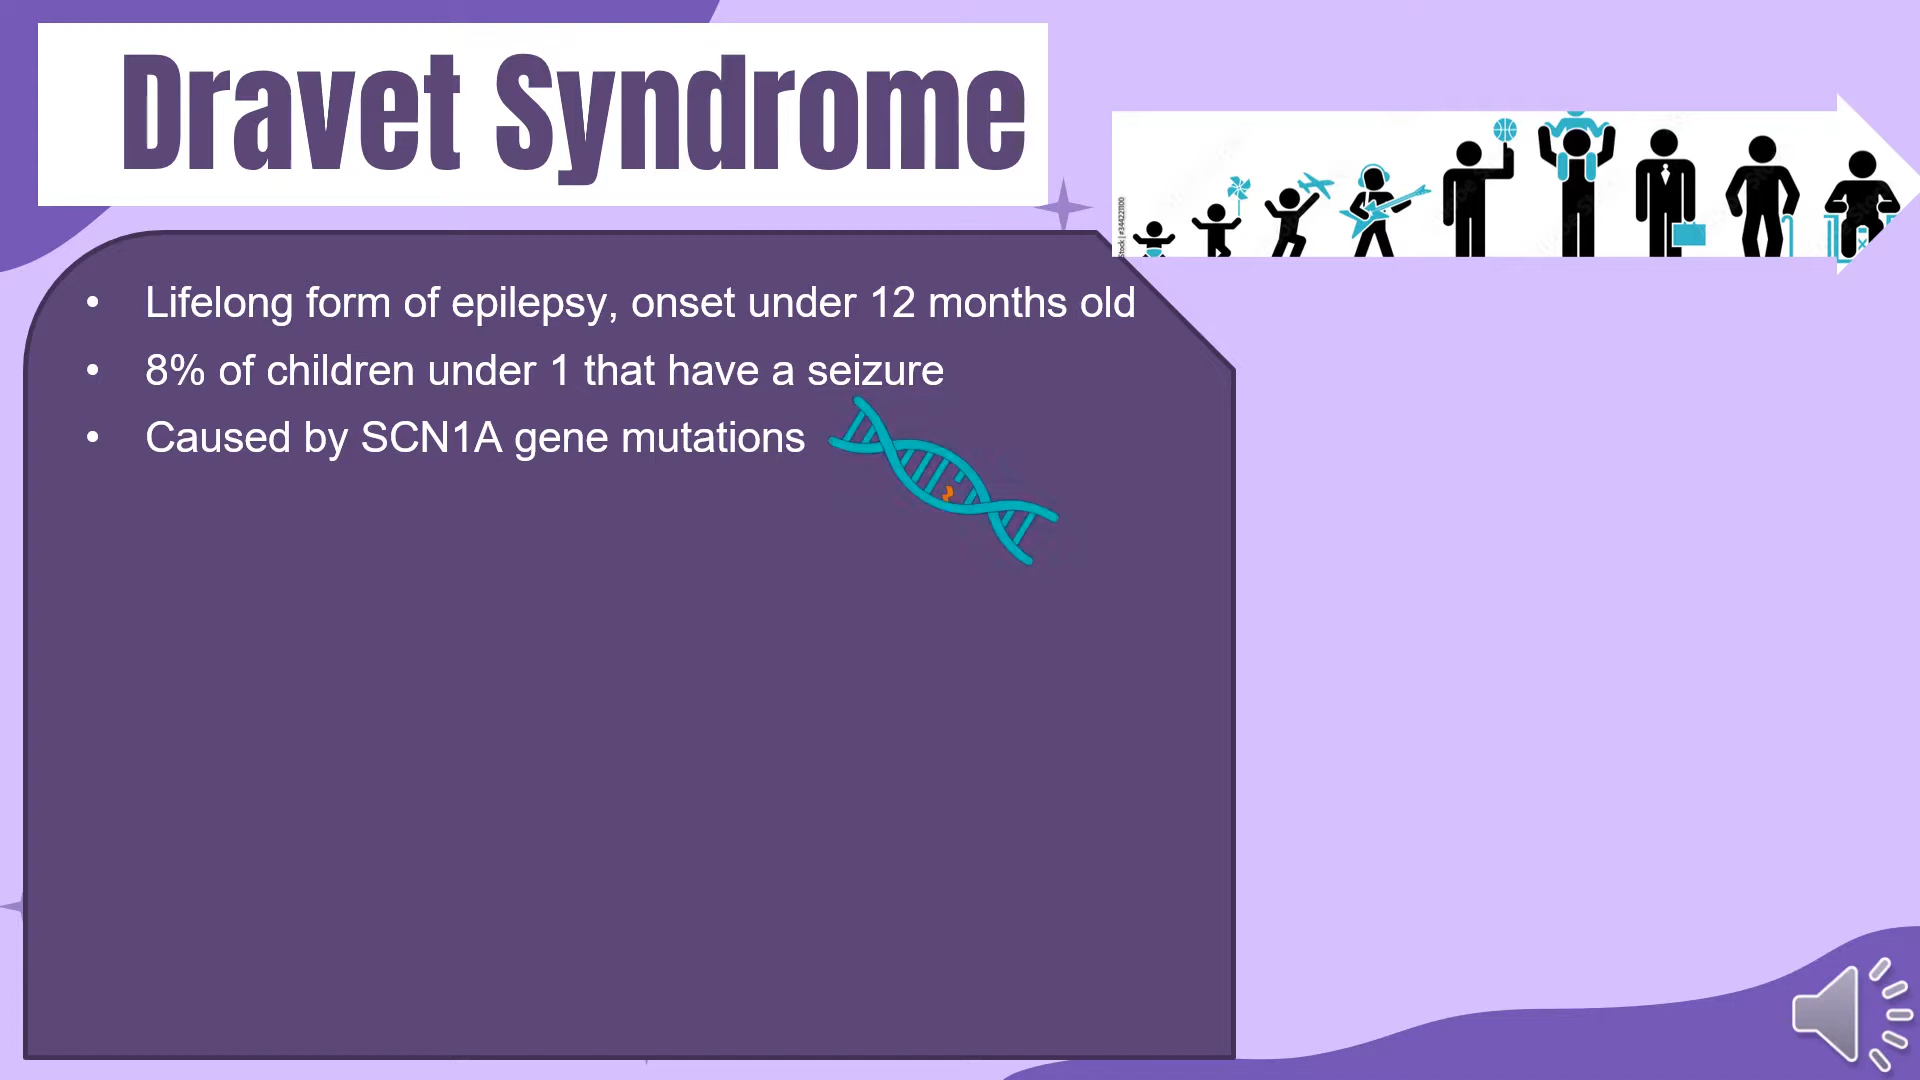 Dravet Syndrome
• Lifelong form of epilepsy, onset under 12 months old
• 8% of children under 1 that have a seizure
• Caused by SCN1A gene mutations